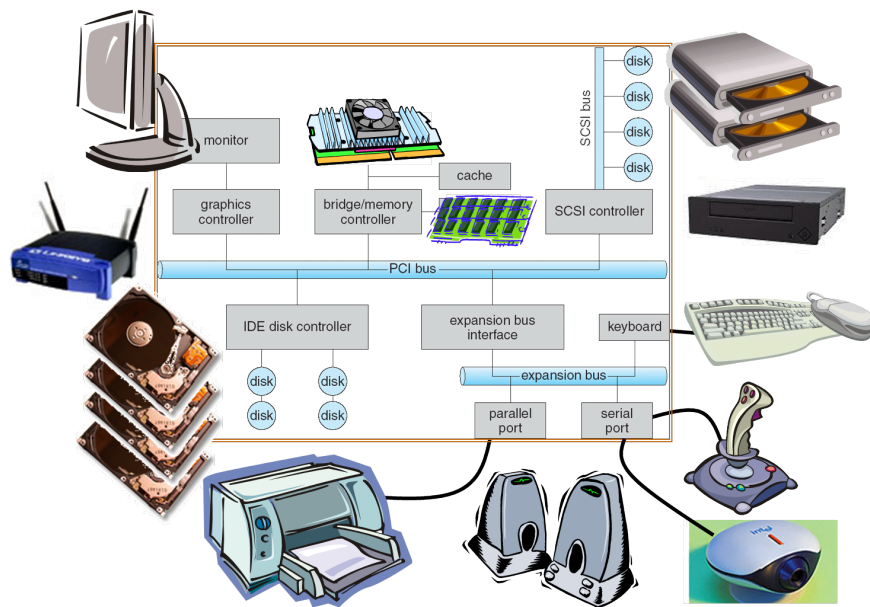 disk
disk
disk
disk
SCSI bus
monitor
cache
graphics
controller
bridge/memory
controller
SCSI controller
PCI bus
IDE disk controller
expansion bus
interface
keyboard
disk
disk
disk
disk
expansion bus
parallel
port
serial
port
intel